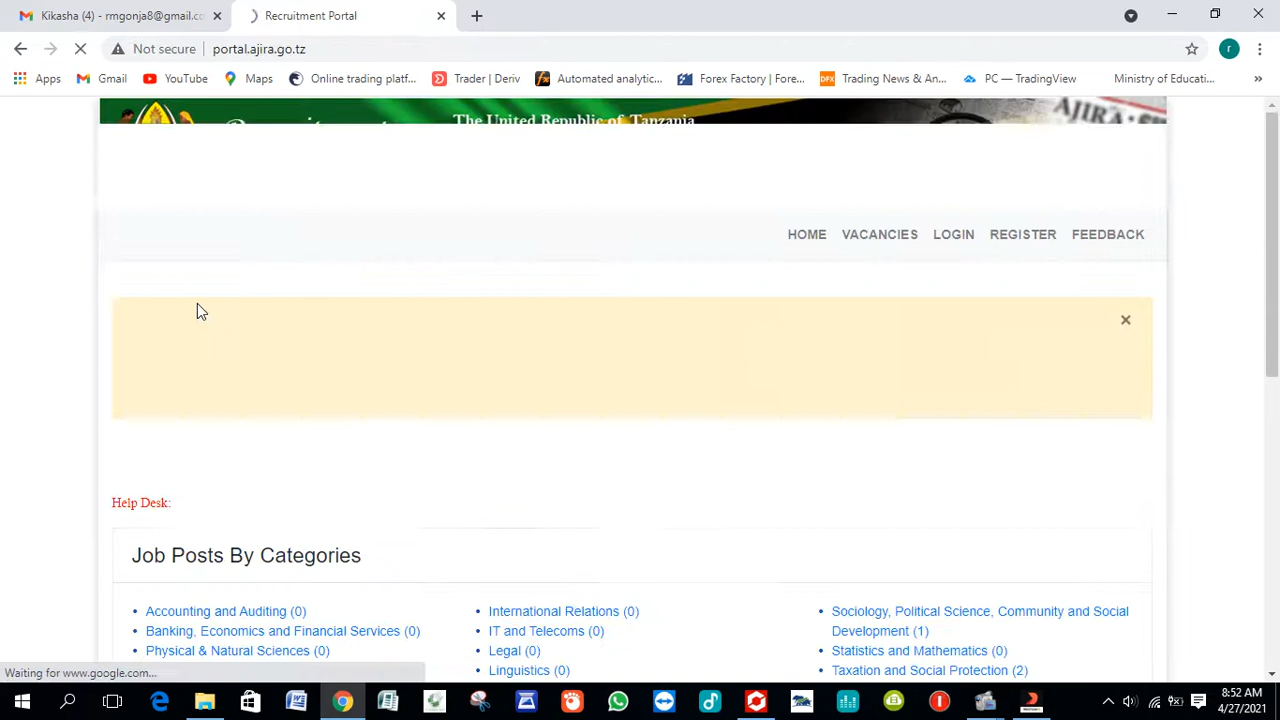 Kikasha (4) - rmgonja8@gmail.co
Recruitment Portal
Not secure portal.ajira.go.tz
r
Apps Gmail YouTube Maps Online trading platf... Trader | Deriv Automated analytic... Forex Factory | Fore... DFX Trading News & An... PC — TradingView Ministry of Educati... »
The United Republic of Tanzania
HOME VACANCIES LOGIN REGISTER FEEDBACK
×
Help Desk:
Job Posts By Categories
• Accounting and Auditing (0)
• Banking, Economics and Financial Services (0)
• Physical & Natural Sciences (0)
• International Relations (0)
• IT and Telecoms (0)
• Legal (0)
• Linguistics (0)
• Sociology, Political Science, Community and Social
Development (1)
• Statistics and Mathematics (0)
• Taxation and Social Protection (2)
Waiting for www.google.com...
8:52 AM
4/27/2021